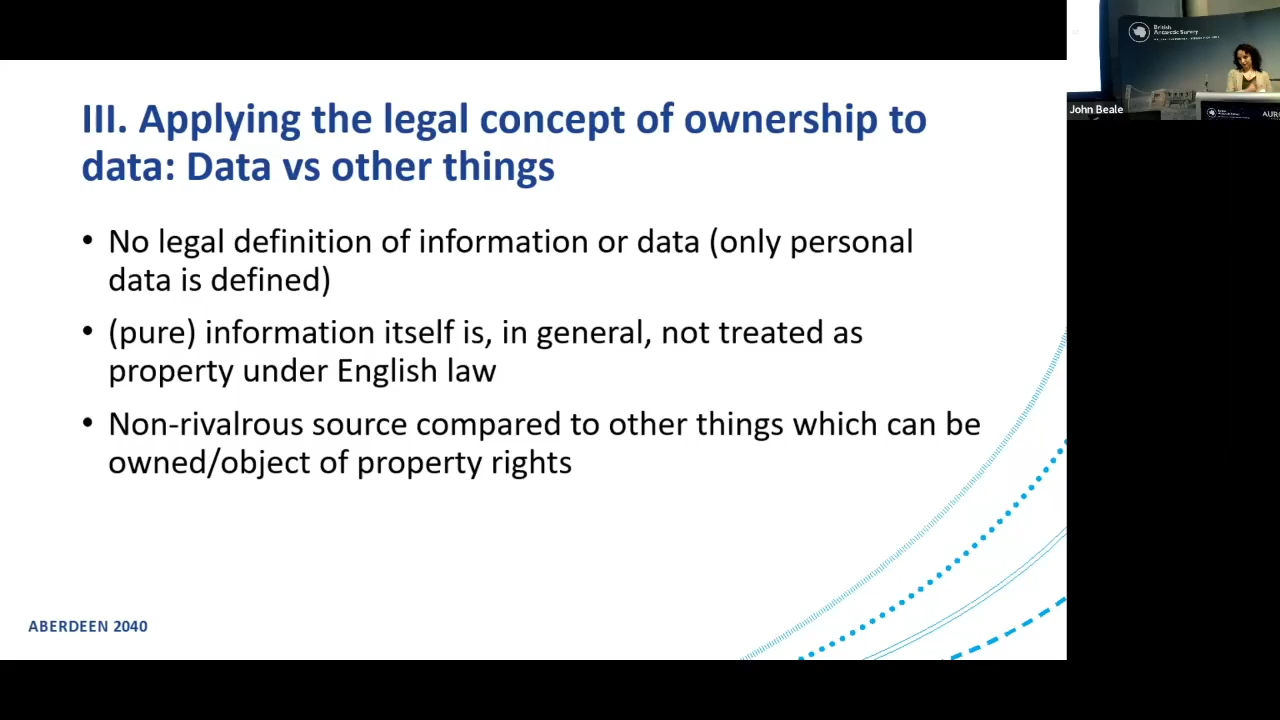 III. Applying the legal concept of ownership to
data: Data vs other things
• No legal definition of information or data (only personal
data is defined)
• (pure) information itself is, in general, not treated as
property under English law
• Non-rivalrous source compared to other things which can be
owned/object of property rights
ABERDEEN 2040
British
Antarctic Survey
John Beale